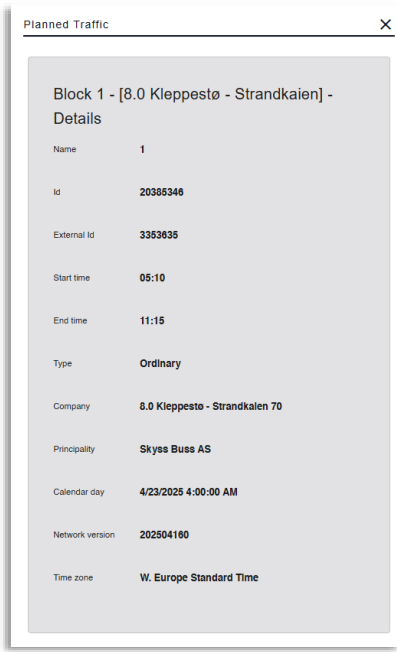 Planned Traffic
Block 1 - [8.0 Kleppestø - Strandkaien] -
Details
Name 1
Id 20385346
External Id 3353635
Start time 05:10
End time 11:15
Type Ordinary
Company 8.0 Kleppestø - Strandkaien 70
Principality Skyss Buss AS
Calendar day 4/23/2025 4:00:00 AM
Network version 202504160
Time zone W. Europe Standard Time